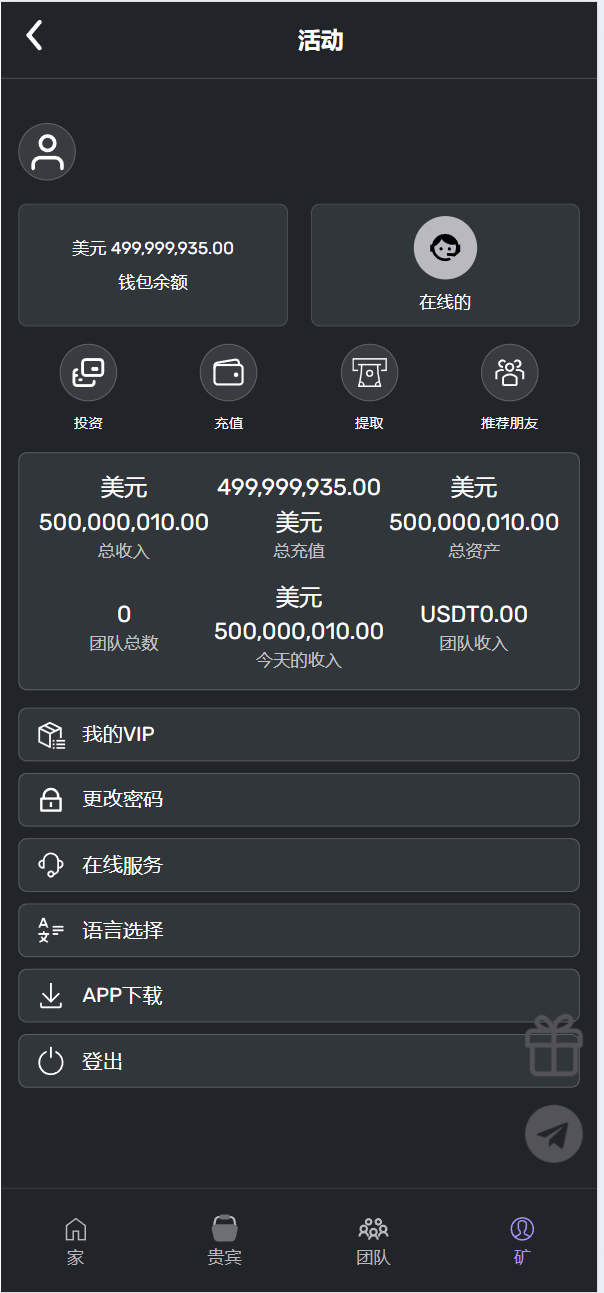 活动
美元 499,999,935.00
钱包余额
在线的
投资
充值
提取
推荐朋友
美元
500,000,010.00
总收入
499,999,935.00
美元
总充值
美元
500,000,010.00
总资产
0
团队总数
美元
500,000,010.00
今天的收入
USDT0.00
团队收入
我的VIP
更改密码
在线服务
语言选择
APP下载
登出
家
贵宾
团队
矿